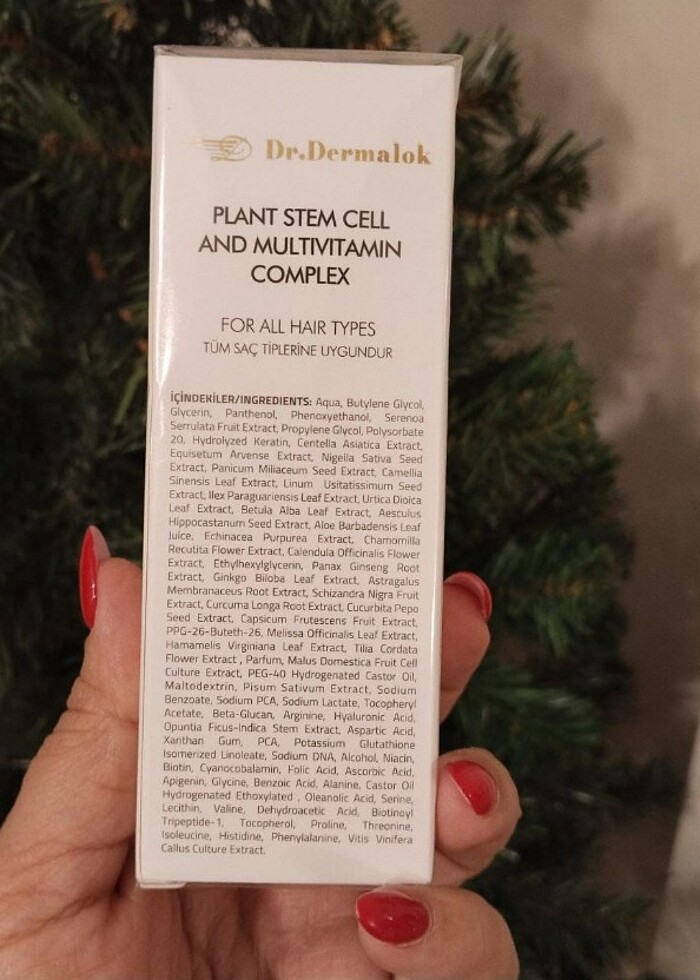 Dr.Dermalok
PLANT STEM CELL
AND MULTIVITAMIN
COMPLEX
FOR ALL HAIR TYPES
TÜM SAÇ TİPLERİNE UYGUNDUR
İÇİNDEKİLER/INGREDIENTS: Aqua, Butylene Glycol,
Glycerin, Panthenol, Phenoxyethanol, Serenoa
Serrulata Fruit Extract, Propylene Glycol, Polysorbate
20, Hydrolyzed Keratin, Centella Asiatica Extract,
Equisetum Arvense Extract, Nigella Sativa Seed
Extract, Panicum Miliaceum Seed Extract, Camellia
Sinensis Leaf Extract, Linum Usitatissimum Seed
Extract, Ilex Paraguariensis Leaf Extract, Urtica Dioica
Leaf Extract, Betula Alba Leaf Extract, Aesculus
Hippocastanum Seed Extract, Aloe Barbadensis Leaf
Juice, Echinacea Purpurea Extract, Chamomilla
Recutita Flower Extract, Calendula Officinalis Flower
Extract, Ethylhexylglycerin, Panax Ginseng Root
Extract, Ginkgo Biloba Leaf Extract, Astragalus
Membranaceus Root Extract, Schizandra Nigra Fruit
Extract, Curcuma Longa Root Extract, Cucurbita Pepo
Seed Extract, Capsicum Frutescens Fruit Extract,
PPG-26-Buteth-26, Melissa Officinalis Leaf Extract,
Hamamelis Virginiana Leaf Extract, Tilia Cordata
Flower Extract , Parfum, Malus Domestica Fruit Cell
Culture Extract, PEG-40 Hydrogenated Castor Oil,
Maltodextrin, Pisum Sativum Extract, Sodium
Benzoate, Sodium PCA, Sodium Lactate, Tocopheryl
Acetate, Beta-Glucan, Arginine, Hyaluronic Acid,
Opuntia Ficus-Indica Stem Extract, Aspartic Acid,
Xanthan Gum, PCA, Potassium Glutathione
Isomerized Linoleate, Sodium DNA, Alcohol, Niacin,
Biotin, Cyanocobalamin, Folic Acid, Ascorbic Acid,
Apigenin, Glycine, Benzoic Acid, Alanine, Castor Oil
Hydrogenated Ethoxylated , Oleanolic Acid, Serine,
Lecithin, Valine, Dehydroacetic Acid, Biotinoyl
Tripeptide-1, Tocopherol, Proline, Threonine,
Isoleucine, Histidine, Phenylalanine, Vitis Vinifera
Callus Culture Extract.